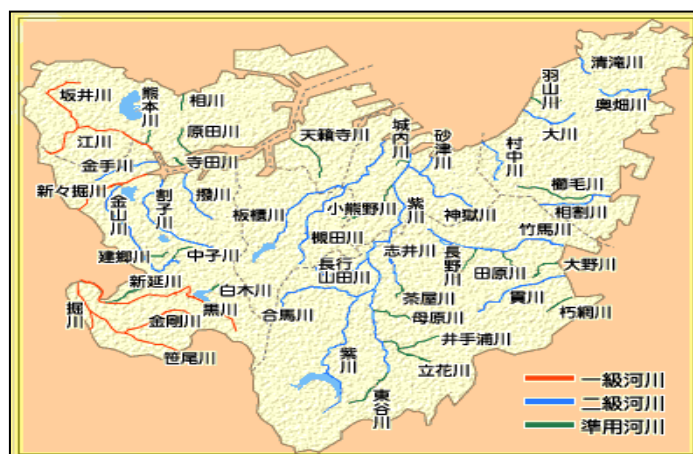 清滝川
羽山川
奥畑川
坂井川
熊本川
相川
城内川
砂津川
大川
村中川
江川
原田川
天籟寺川
金手川
寺田川
櫛毛川
新々堀川
金山川
割子川
撥川
板櫃川
小熊野川
紫川
神獄川
相割川
竹馬川
槻田川
志井川
長野川
建郷川
中子川
長行
山田川
田原川
大野川
新延川
白木川
茶屋川
貫川
朽網川
堀川
金剛川
黒川
合馬川
母原川
井手浦川
笹尾川
紫川
立花川
東谷川
一級河川
二級河川
準用河川